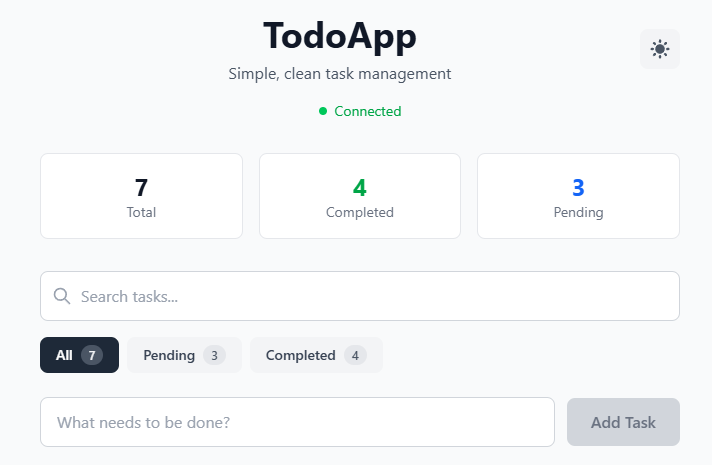 TodoApp
Simple, clean task management
Connected
7 4 3
Total Completed Pending
Search tasks...
All 7 Pending 3 Completed 4
What needs to be done? Add Task